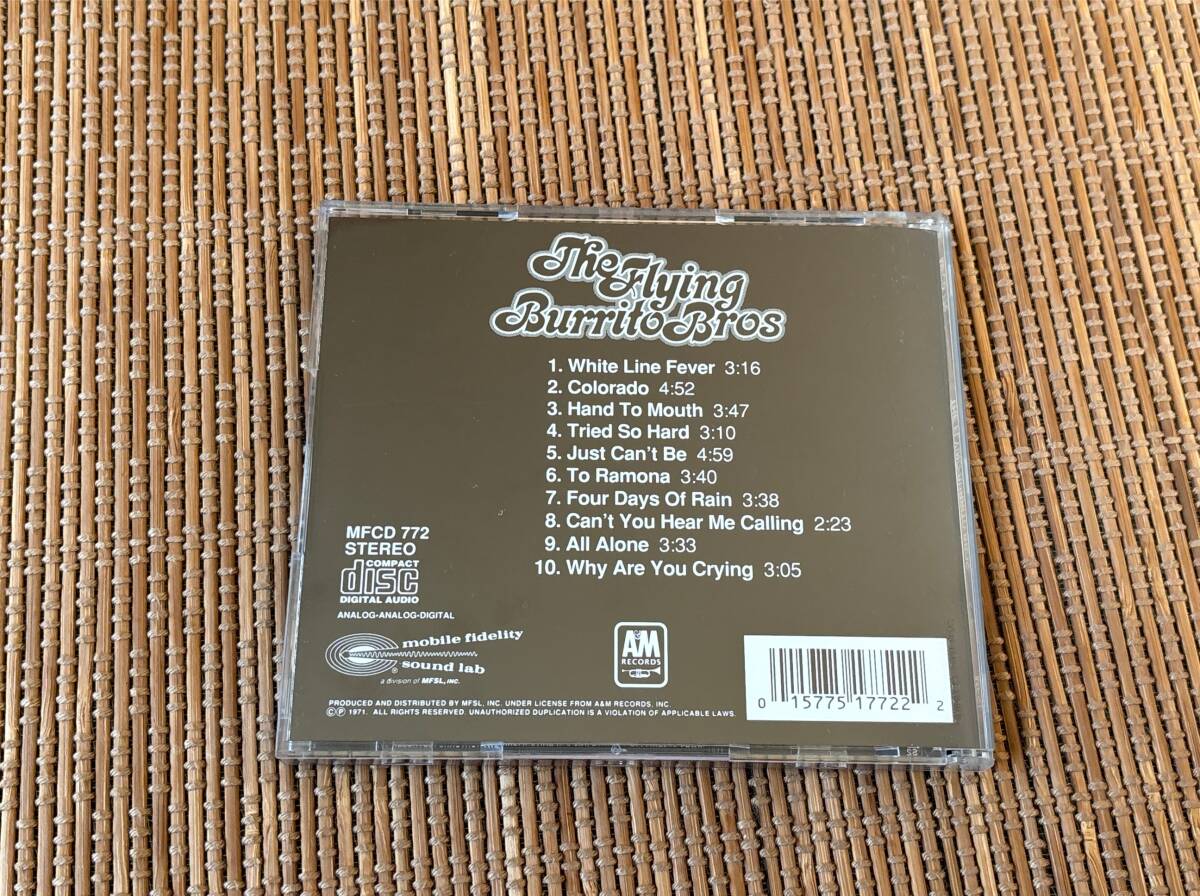 The Flying
Burrito Bros
1. White Line Fever 3:16
2. Colorado 4:52
3. Hand To Mouth 3:47
4. Tried So Hard 3:10
5. Just Can't Be 4:59
6. To Ramona 3:40
7. Four Days Of Rain 3:38
8. Can't You Hear Me Calling 2:23
9. All Alone 3:33
10. Why Are You Crying 3:05
MFCD 772
STEREO
COMPACT
disc
DIGITAL AUDIO
ANALOG-ANALOG-DIGITAL
mobile fidelity
sound lab
®
a division of MFSL, INC.
A&M
RECORDS
PRODUCED AND DISTRIBUTED BY MFSL, INC. UNDER LICENSE FROM A&M RECORDS, INC.
©℗ 1971. ALL RIGHTS RESERVED. UNAUTHORIZED DUPLICATION IS A VIOLATION OF APPLICABLE LAWS.
0 15775 17722 2